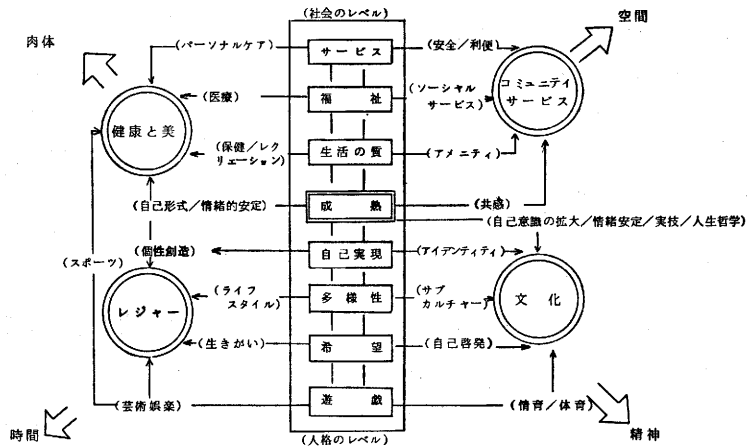 (社会のレベル)
空間
肉体
(パーソナルケア)
サービス
(安全/利便)
(医療)
福祉
(ソーシャル
サービス)
コミュニティ
サービス
健康と美
(保健/レク
リエーション)
生活の質
(アメニティ)
(自己形式/情緒的安定)
成熟
(共感)
(自己意識の拡大/情緒安定/実技/人生哲学)
(個性創造)
自己実現
(アイデンティティ)
(スポーツ)
(ライフ
スタイル)
多様性
(サブ
カルチャー)
レジャー
文化
(生きがい)
希望
(自己啓発)
(芸術娯楽)
遊戯
(情育/体育)
時間
(人格のレベル)
精神